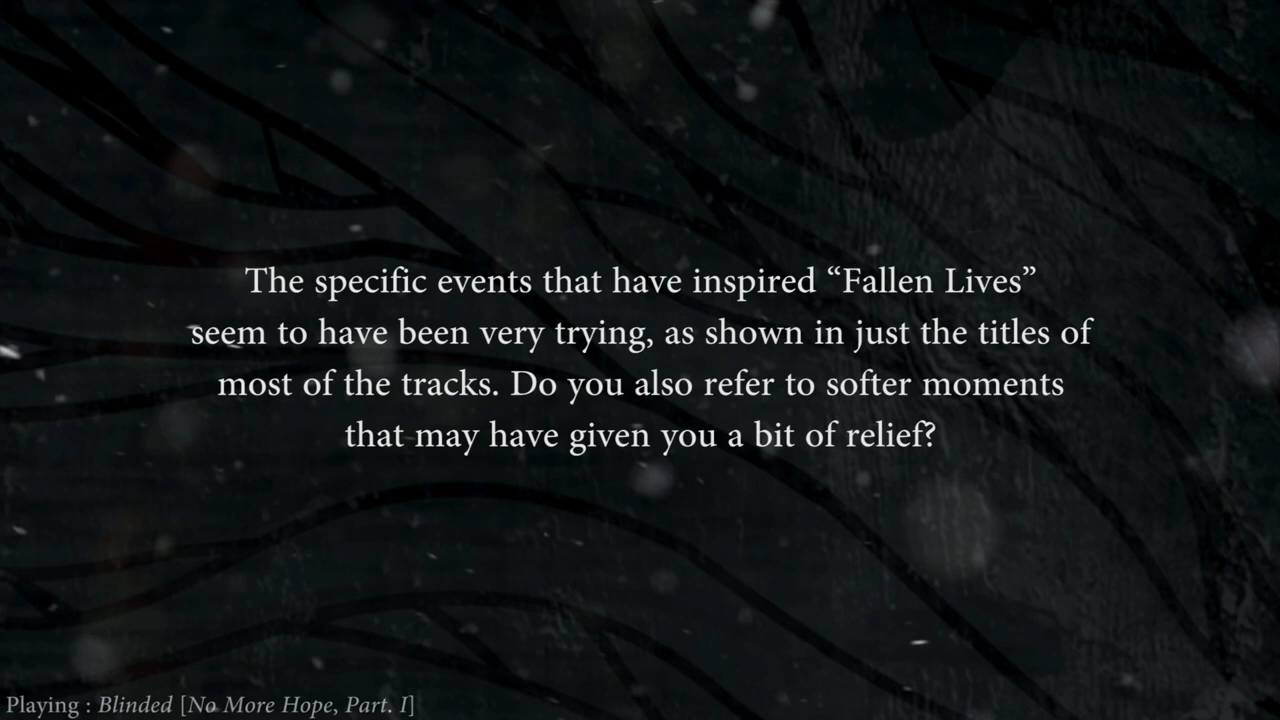 The specific events that have inspired “Fallen Lives”
seem to have been very trying, as shown in just the titles of
most of the tracks. Do you also refer to softer moments
that may have given you a bit of relief?
Playing : Blinded [No More Hope, Part. I]